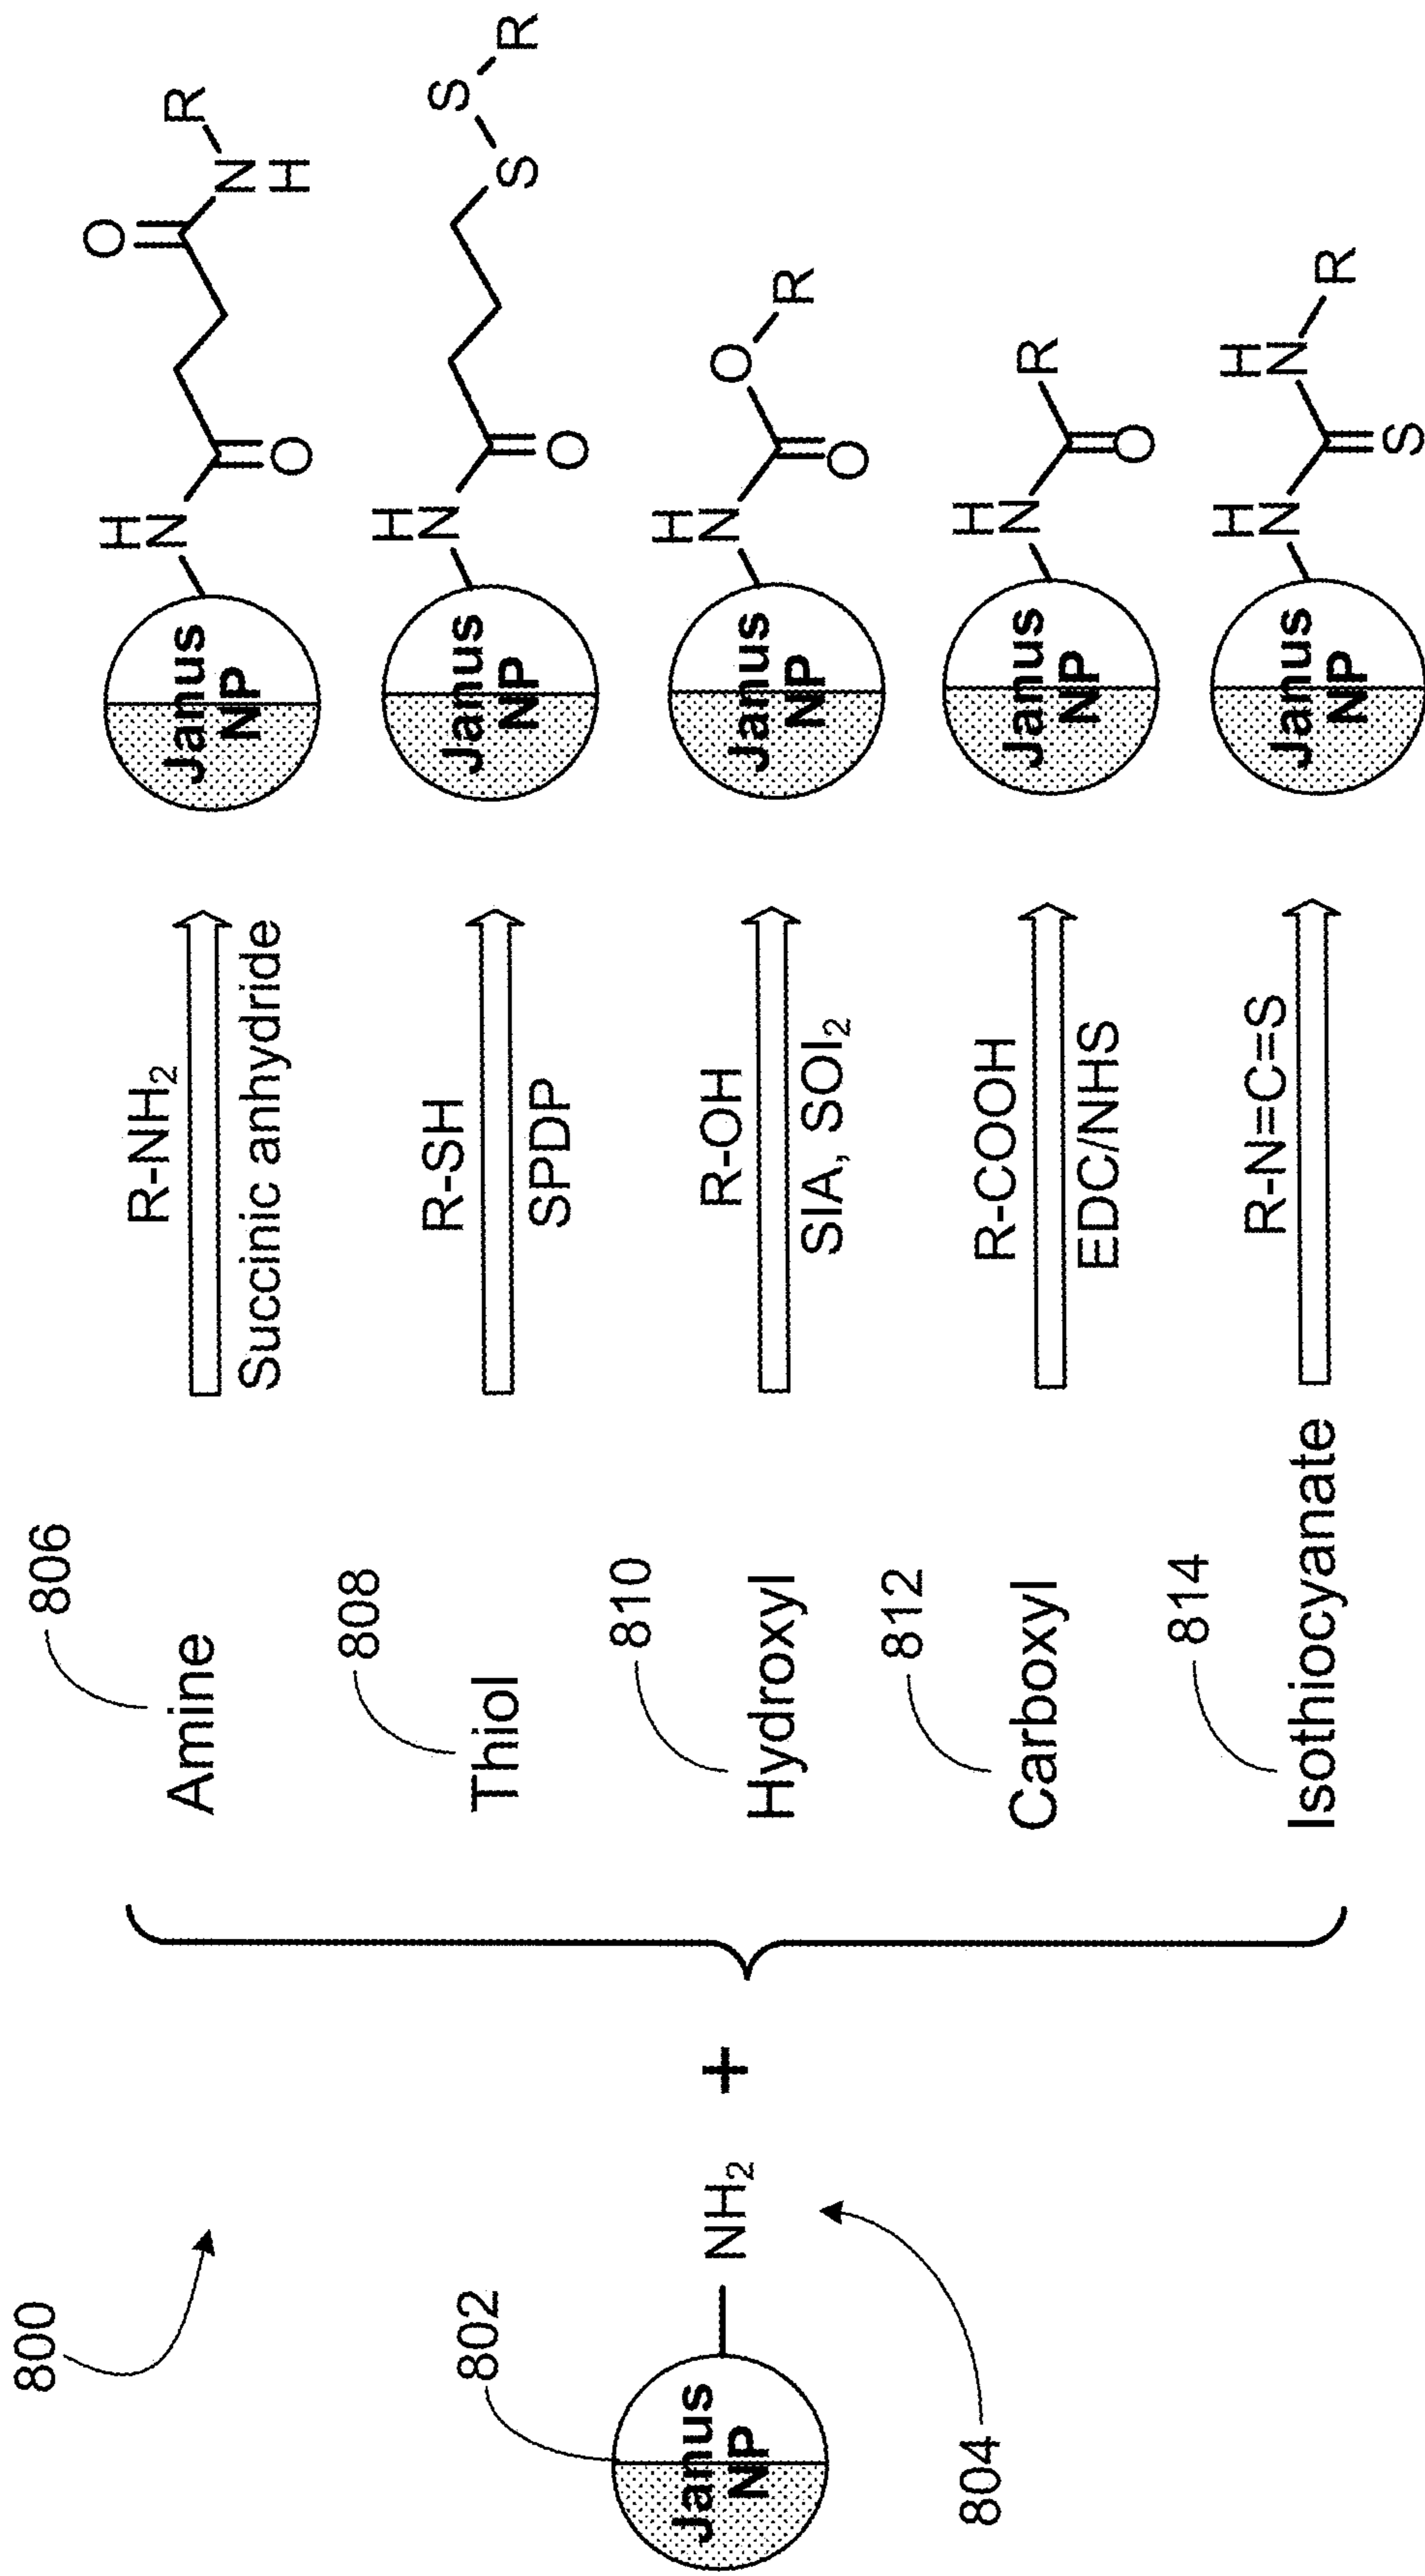 800
802
Janus
NP
NH2
804
+
806
Amine
R-NH2
Succinic anhydride
Janus
NP
H
N
O
O
N
H
R
808
Thiol
R-SH
SPDP
Janus
NP
H
N
O
S
S
R
810
Hydroxyl
R-OH
SIA, SOI2
Janus
NP
H
N
O
O
R
812
Carboxyl
R-COOH
EDC/NHS
Janus
NP
H
N
O
R
814
Isothiocyanate
R-N=C=S
Janus
NP
H
N
S
H
N
R